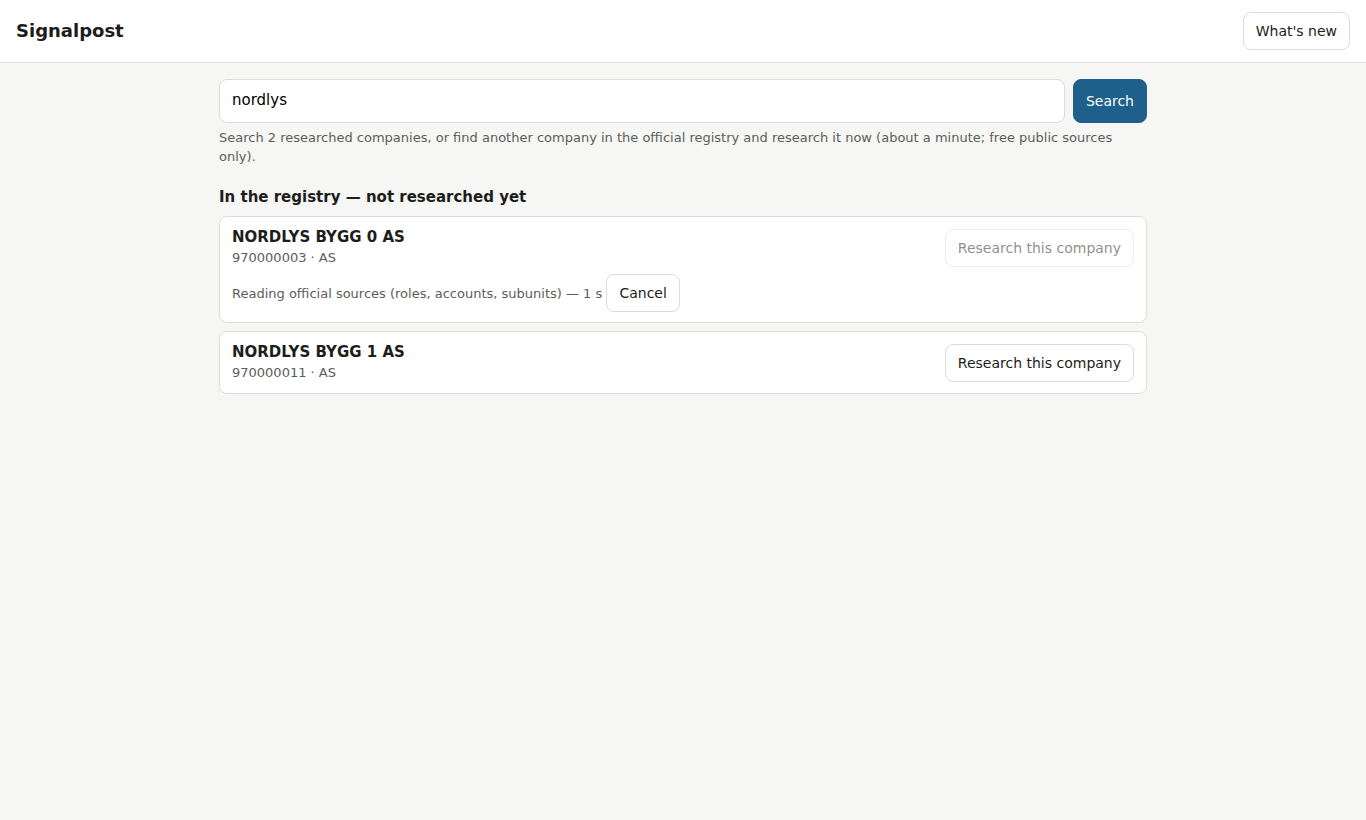 Signalpost
What's new
nordlys
Search
Search 2 researched companies, or find another company in the official registry and research it now (about a minute; free public sources
only).
In the registry — not researched yet
NORDLYS BYGG 0 AS
970000003 · AS
Research this company
Reading official sources (roles, accounts, subunits) — 1 s
Cancel
NORDLYS BYGG 1 AS
970000011 · AS
Research this company